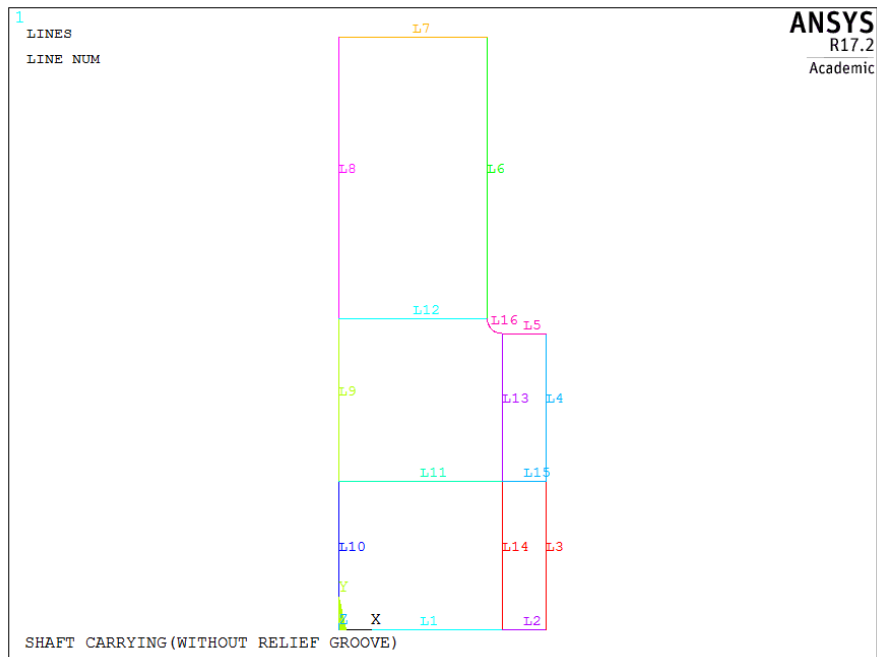 1
LINES
LINE NUM
ANSYS
R17.2
Academic
L7
L8
L6
L12
L16
L5
L9
L13
L4
L11
L15
L10
L14
L3
Y
Z
X
L1
L2
SHAFT CARRYING(WITHOUT RELIEF GROOVE)